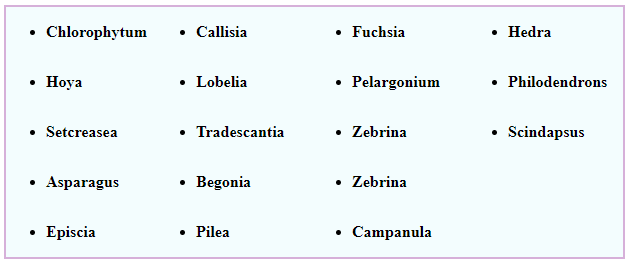 Chlorophytum
Hoya
Setcreasea
Asparagus
Episcia
Callisia
Lobelia
Tradescantia
Begonia
Pilea
Fuchsia
Pelargonium
Zebrina
Zebrina
Campanula
Hedra
Philodendrons
Scindapsus